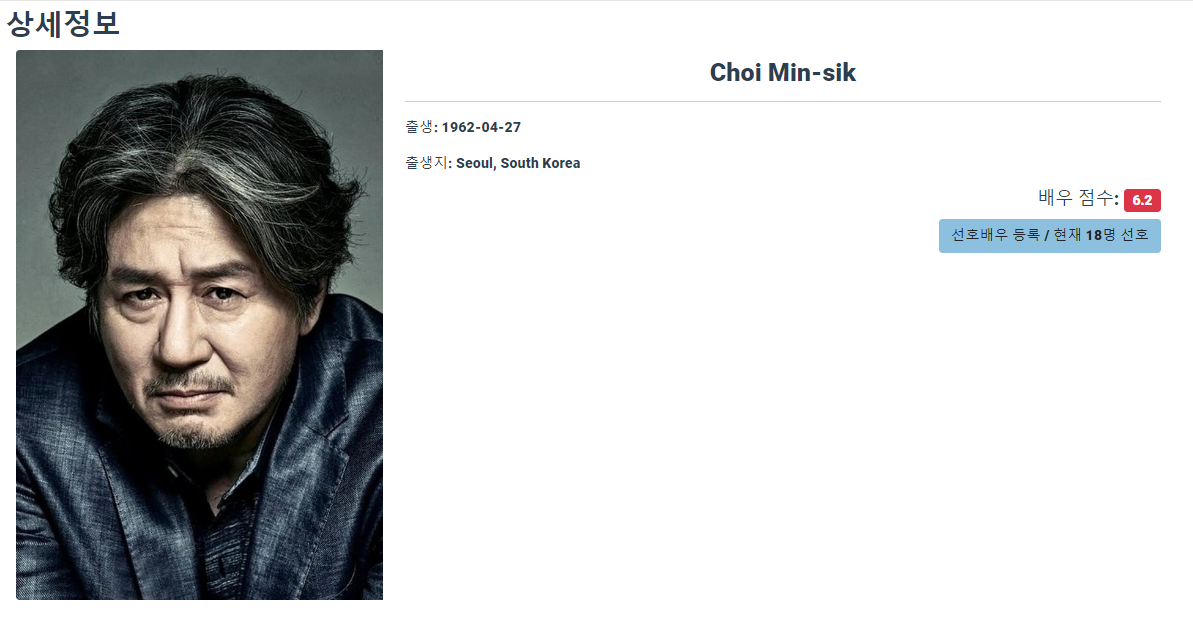 상세정보
Choi Min-sik
출생: 1962-04-27
출생지: Seoul, South Korea
배우 점수: 6.2
선호배우 등록 / 현재 18명 선호